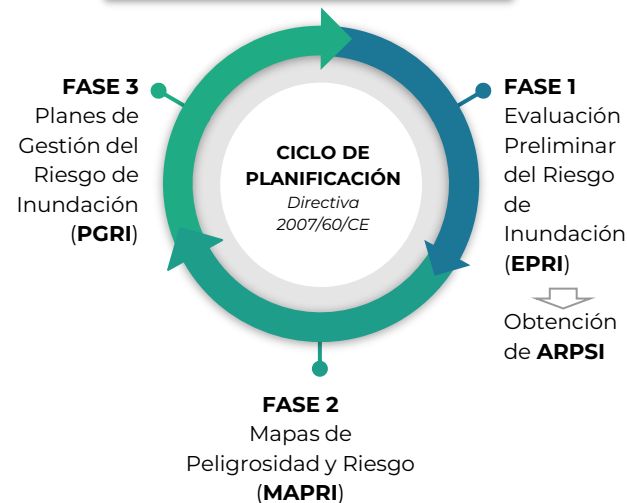 CICLO DE
PLANIFICACIÓN
Directiva
2007/60/CE
FASE 1
Evaluación
Preliminar
del Riesgo
de
Inundación
(EPRI)
Obtención
de ARPSI
FASE 2
Mapas de
Peligrosidad y Riesgo
(MAPRI)
FASE 3
Planes de
Gestión del
Riesgo de
Inundación
(PGRI)